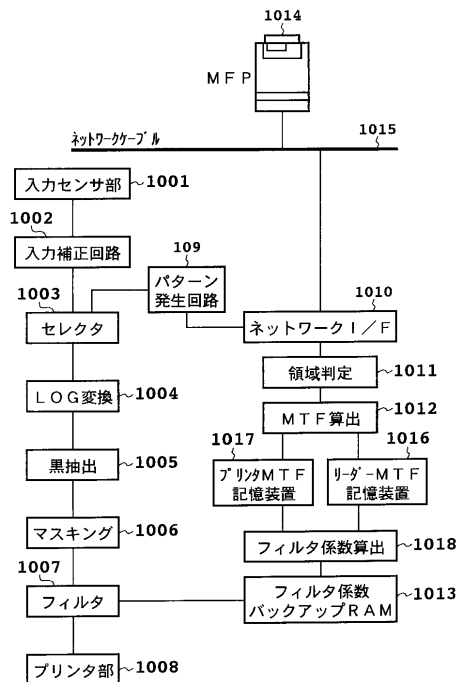 1014
ＭＦＰ
ﾈｯﾄﾜｰｸｹｰﾌﾞﾙ
1015
入力センサ部
1001
1002
入力補正回路
109
パターン
発生回路
1003
セレクタ
1010
ネットワークＩ／Ｆ
領域判定
1011
ＬＯＧ変換
1004
ＭＴＦ算出
1012
1017
1016
黒抽出
1005
ﾌﾟﾘﾝﾀＭＴＦ
記憶装置
ﾘｰﾀﾞｰＭＴＦ
記憶装置
マスキング
1006
フィルタ係数算出
1018
1007
フィルタ
フィルタ係数
バックアップＲＡＭ
1013
プリンタ部
1008